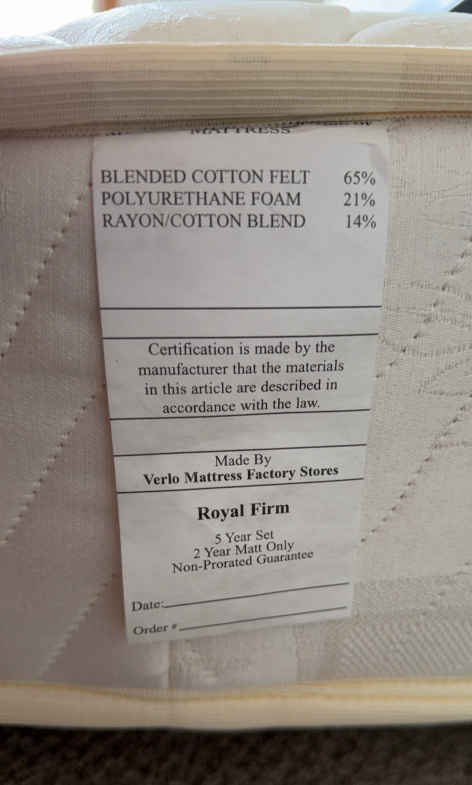 MATTRESS
BLENDED COTTON FELT 65%
POLYURETHANE FOAM 21%
RAYON/COTTON BLEND 14%
Certification is made by the
manufacturer that the materials
in this article are described in
accordance with the law.
Made By
Verlo Mattress Factory Stores
Royal Firm
5 Year Set
2 Year Matt Only
Non-Prorated Guarantee
Date:
Order #